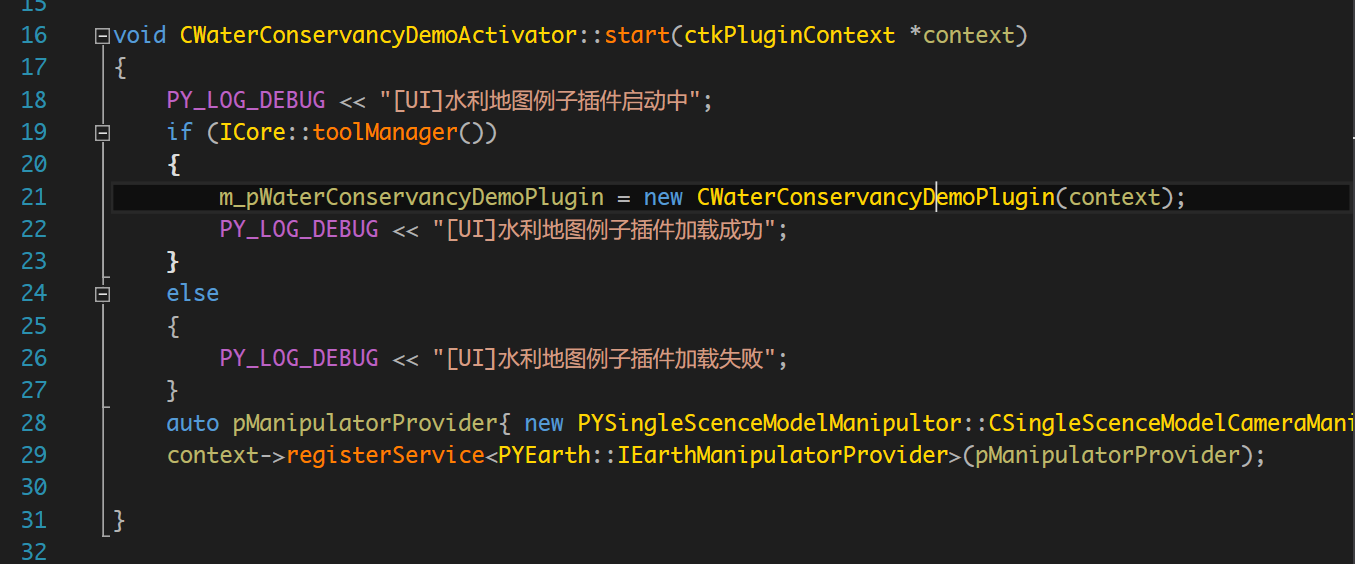 15
16 void CWaterConservancyDemoActivator::start(ctkPluginContext *context)
17 {
18 PY_LOG_DEBUG << "[UI]水利地图例子插件启动中";
19 if (ICore::toolManager())
20 {
21 m_pWaterConservancyDemoPlugin = new CWaterConservancyDemoPlugin(context);
22 PY_LOG_DEBUG << "[UI]水利地图例子插件加载成功";
23 }
24 else
25 {
26 PY_LOG_DEBUG << "[UI]水利地图例子插件加载失败";
27 }
28 auto pManipulatorProvider{ new PYSingleScenceModelManipultor::CSingleScenceModelCameraMani
29 context->registerService<PYEarth::IEarthManipulatorProvider>(pManipulatorProvider);
30
31 }
32